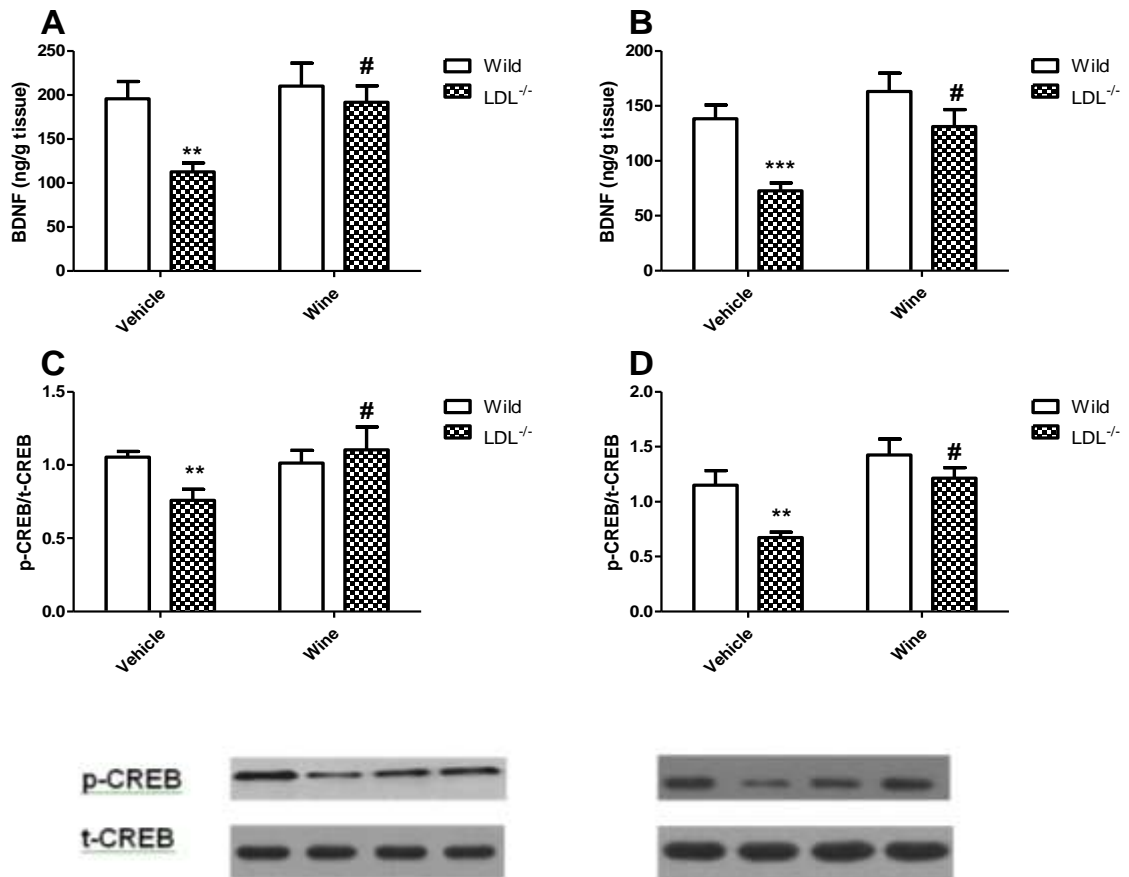 A
BDNF (ng/g tissue)
250
200
150
100
50
0
**
#
Vehicle
Wine
Wild
LDL-/-
B
BDNF (ng/g tissue)
200
150
100
50
0
***
#
Vehicle
Wine
Wild
LDL-/-
C
p-CREB/t-CREB
1.5
1.0
0.5
0.0
**
#
Vehicle
Wine
Wild
LDL-/-
D
p-CREB/t-CREB
2.0
1.5
1.0
0.5
0.0
**
#
Vehicle
Wine
Wild
LDL-/-
p-CREB
t-CREB